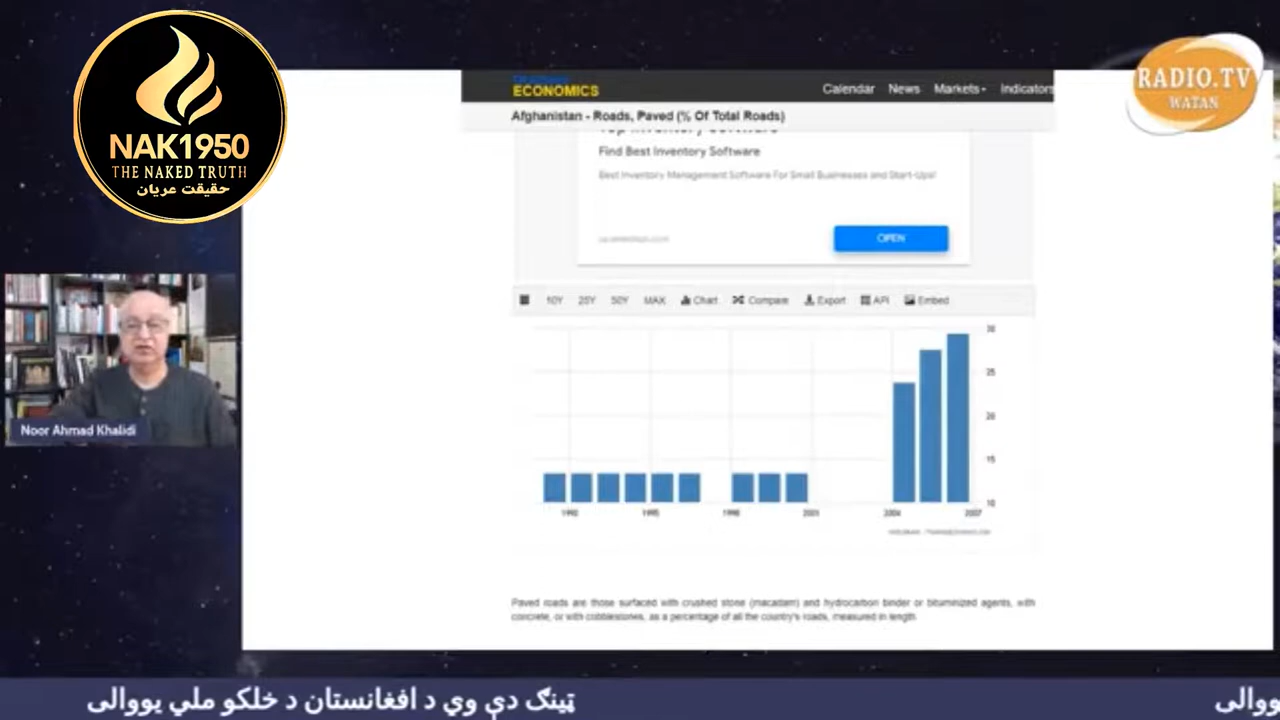 NAK1950
THE NAKED TRUTH
حقیقت عریان
RADIO.TV
WATAN
ECONOMICS
Calendar News Markets Indicators
Afghanistan - Roads, Paved (% Of Total Roads)
Top Inventory Software
Find Best Inventory Software
Best Inventory Management Software For Small Businesses and Start-Ups!
OPEN
10Y 25Y 50Y MAX Chart Compare Export API Embed
30
25
20
15
10
1990 1995 1998 2001 2004 2007
Paved roads are those surfaced with crushed stone (macadam) and hydrocarbon binder or bituminized agents, with
concrete, or with cobblestones, as a percentage of all the country's roads, measured in length
Noor Ahmad Khalidi
ټینګ دې وي د افغانستان د خلکو ملي یووالی
ووالی